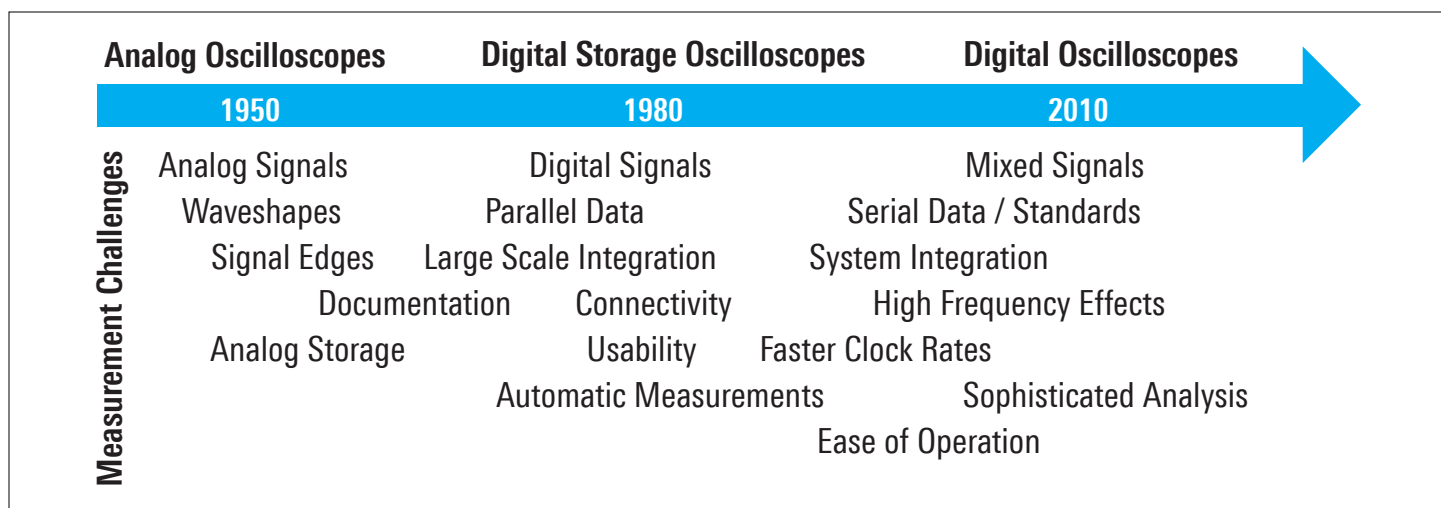 Analog Oscilloscopes Digital Storage Oscilloscopes Digital Oscilloscopes
1950 1980 2010
Measurement Challenges
Analog Signals Digital Signals Mixed Signals
Waveshapes Parallel Data Serial Data / Standards
Signal Edges Large Scale Integration System Integration
Documentation Connectivity High Frequency Effects
Analog Storage Usability Faster Clock Rates
Automatic Measurements Sophisticated Analysis
Ease of Operation